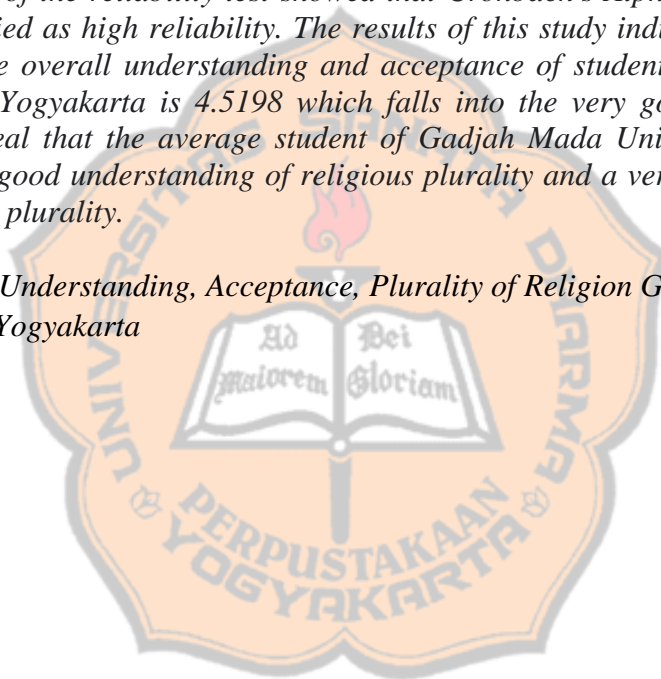 of the reliability test showed that Cronbach's Alph
ied as high reliability. The results of this study indi
e overall understanding and acceptance of student
Yogyakarta is 4.5198 which falls into the very go
eal that the average student of Gadjah Mada Uni
good understanding of religious plurality and a ver
plurality.
Understanding, Acceptance, Plurality of Religion G
Yogyakarta
UNIVERSITAS SANATA DHARMA
Ad Dei
Maiorem Gloriam
PERPUSTAKAAN
YOGYAKARTA